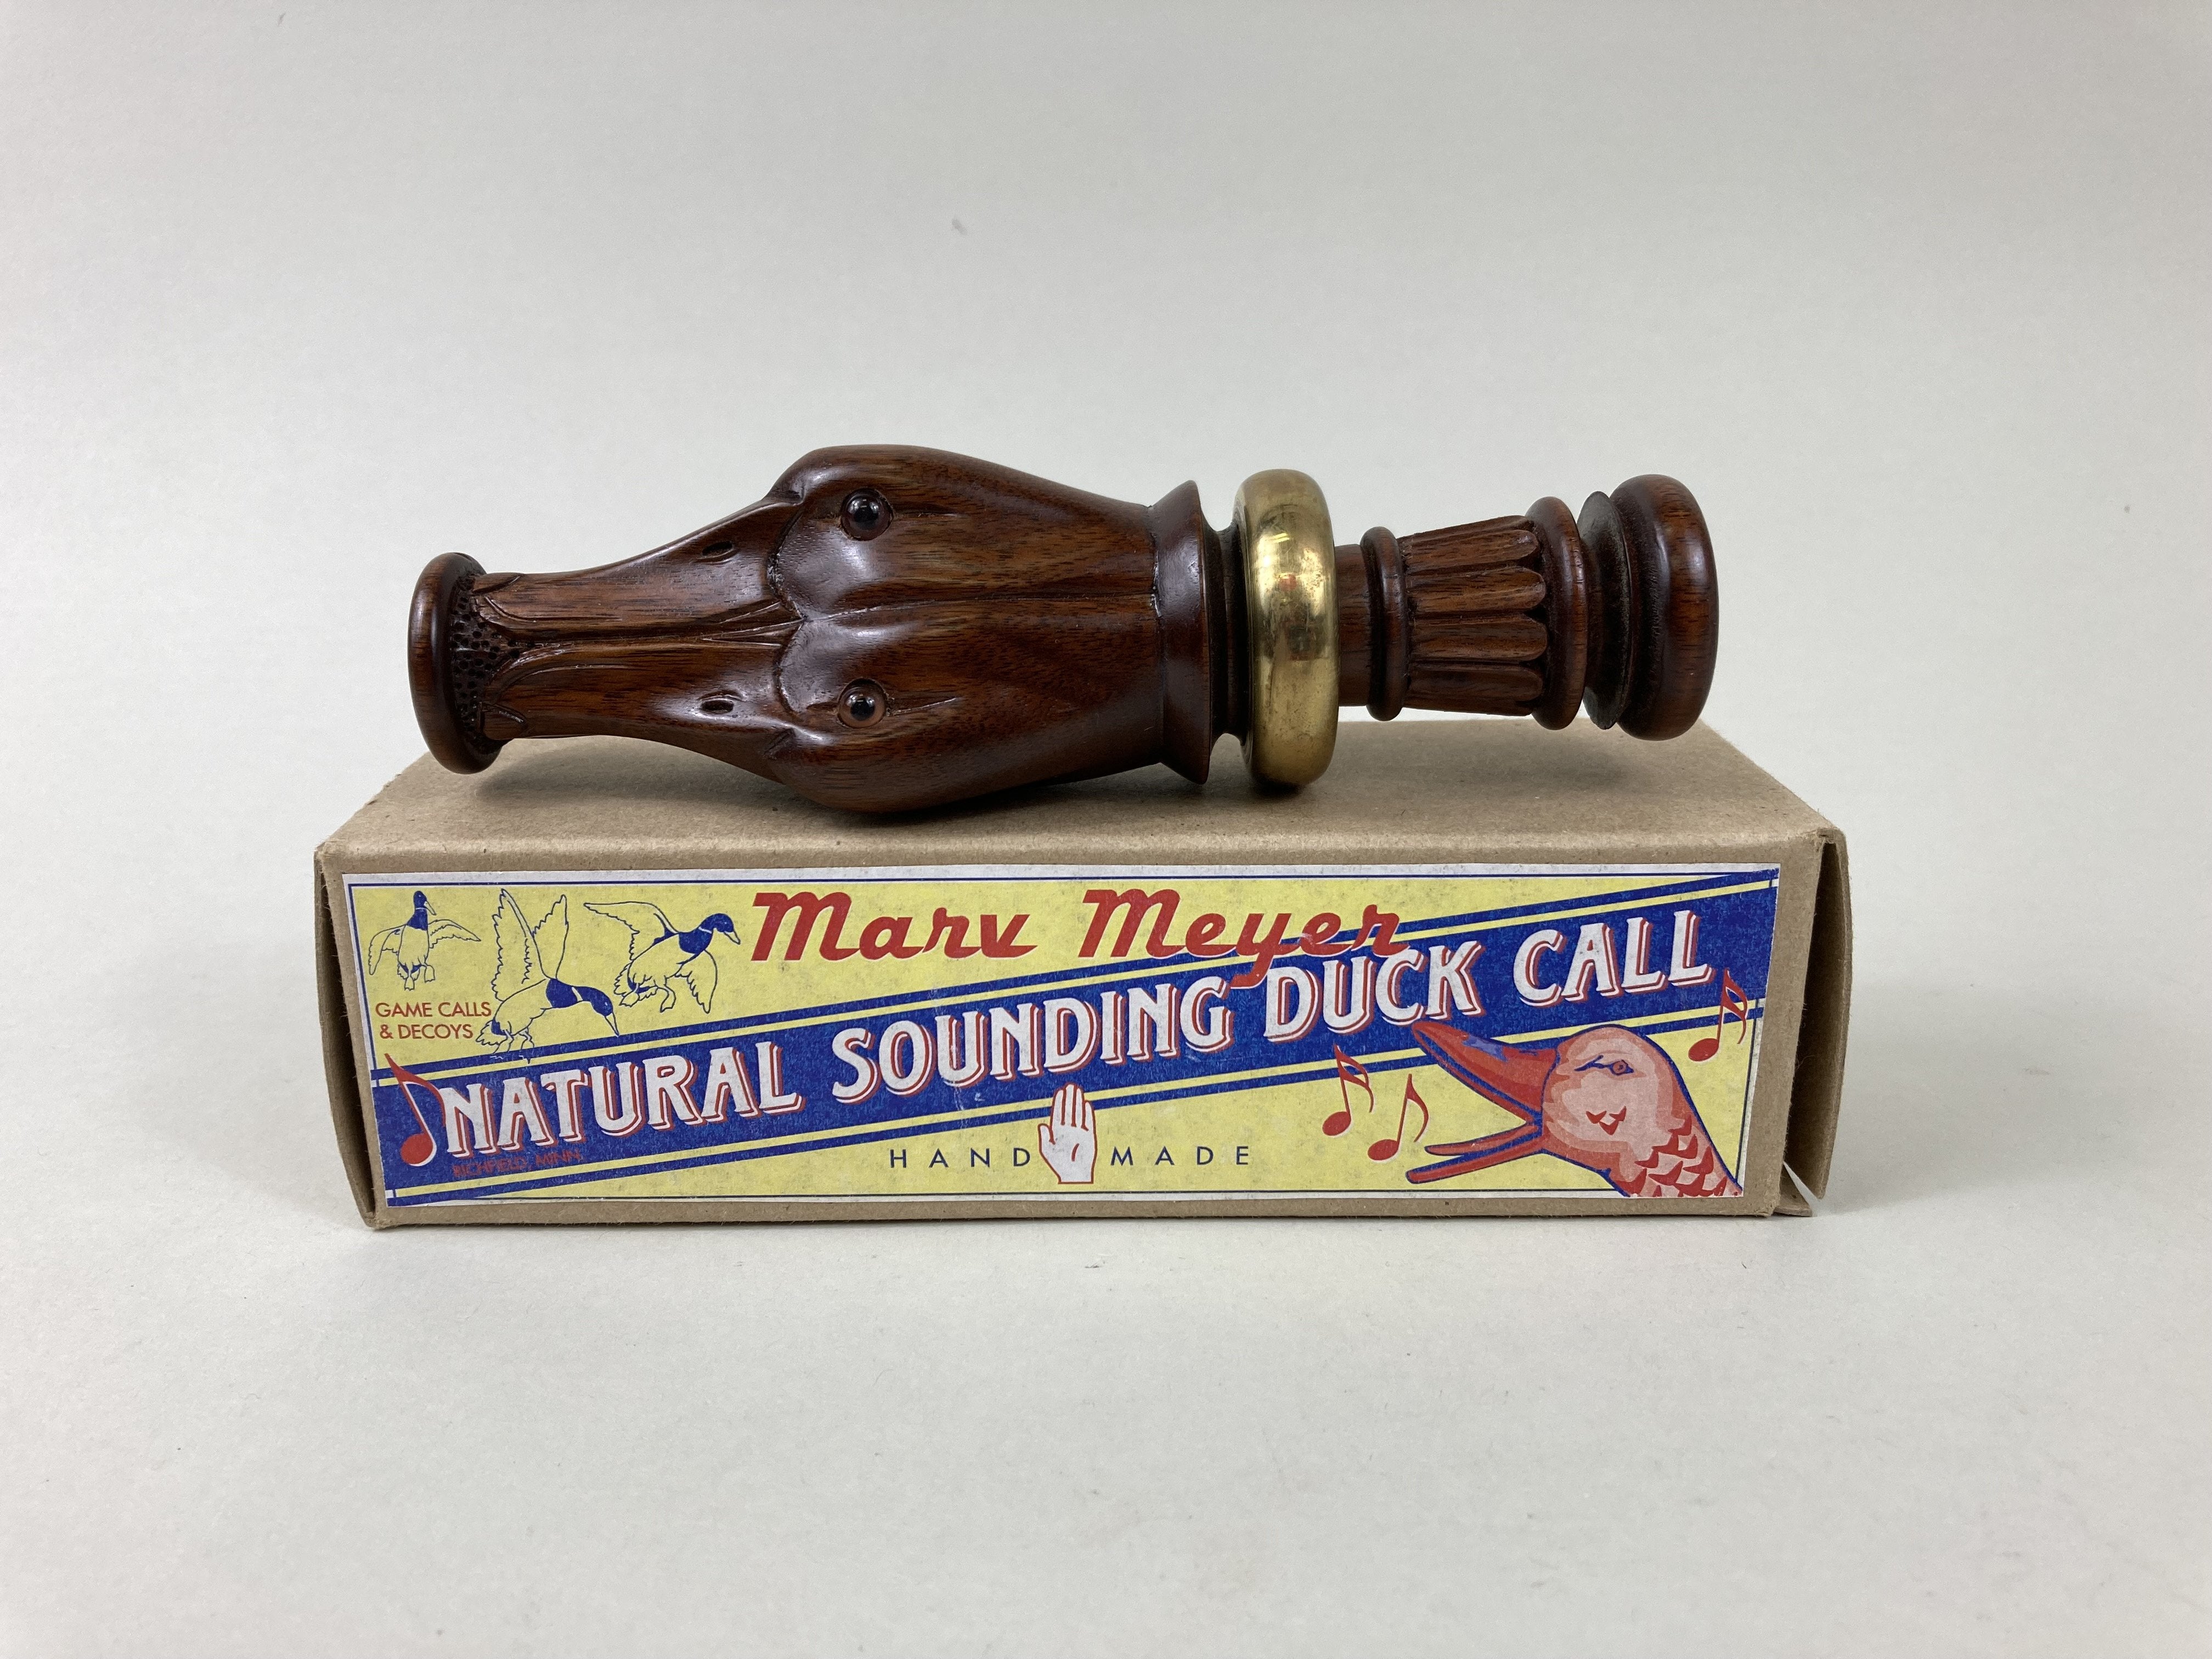 Marv Meyer
GAME CALLS
& DECOYS
NATURAL SOUNDING DUCK CALL
RICHFIELD, MINN.
HAND MADE